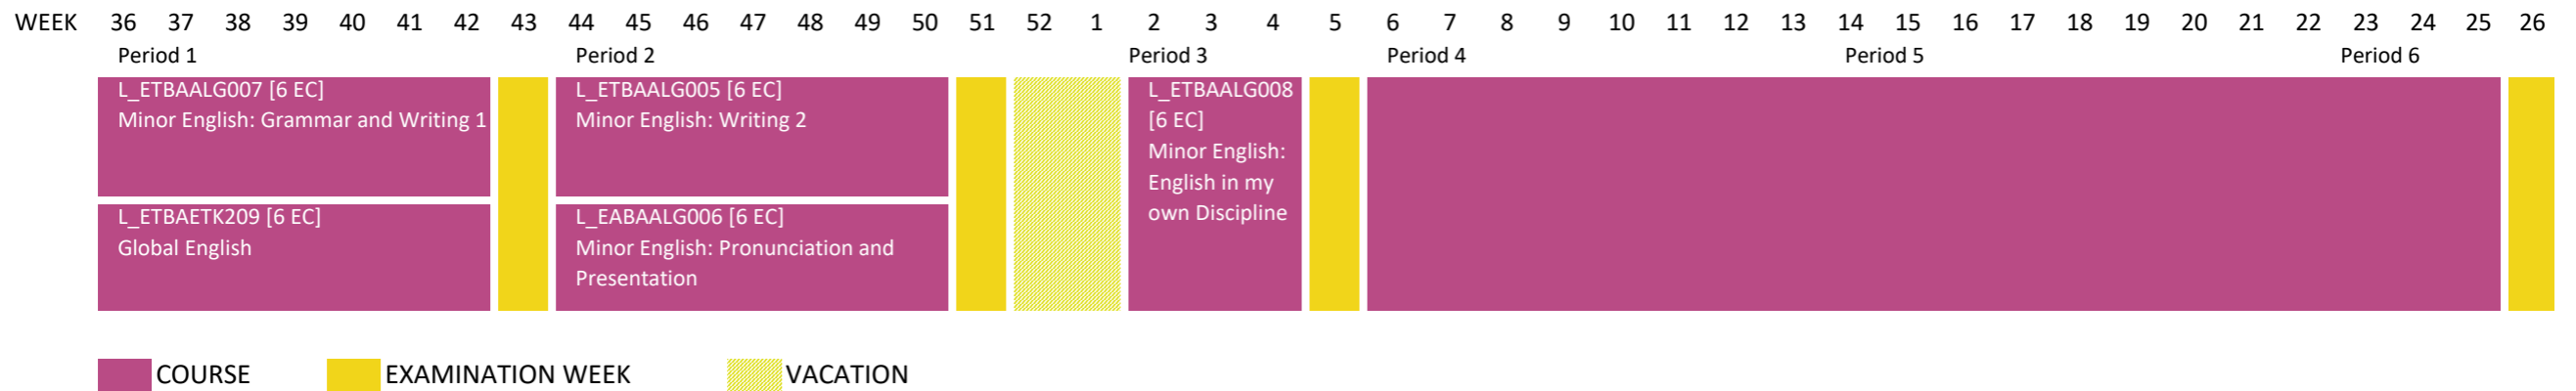 WEEK 36 37 38 39 40 41 42 43 44 45 46 47 48 49 50 51 52 1 2 3 4 5 6 7 8 9 10 11 12 13 14 15 16 17 18 19 20 21 22 23 24 25 26
Period 1 Period 2 Period 3 Period 4 Period 5 Period 6
L_ETBAALG007 [6 EC]
Minor English: Grammar and Writing 1
L_ETBAETK209 [6 EC]
Global English
L_ETBAALG005 [6 EC]
Minor English: Writing 2
L_EABAALG006 [6 EC]
Minor English: Pronunciation and
Presentation
L_ETBAALG008
[6 EC]
Minor English:
English in my
own Discipline
COURSE EXAMINATION WEEK VACATION